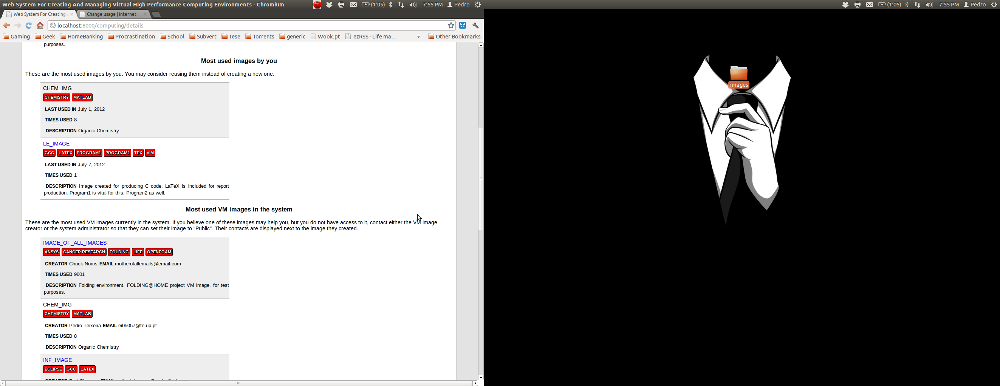 Web System For Creating And Managing Virtual High Performance Computing Environments - Chromium
(1:05)
7:55 PM
Pedro
(1:05)
7:55 PM
Pedro
Web System For Creating
Change usage | Internet
localhost:8000/computing/details
Gaming
Geek
HomeBanking
Procrastination
School
Subvert
Tese
Torrents
generic
Wook.pt
ezRSS - Life ma...
Other Bookmarks
purposes.
Most used images by you
These are the most used images by you. You may consider reusing them instead of creating a new one.
CHEM_IMG
CHEMISTRY MATLAB
LAST USED IN July 1, 2012
TIMES USED 8
DESCRIPTION Organic Chemistry
LE_IMAGE
GCC LATEX PROGRAM1 PROGRAM2 TEX VIM
LAST USED IN July 7, 2012
TIMES USED 1
DESCRIPTION Image created for producing C code. LaTeX is included for report
production. Program1 is vital for this, Program2 as well.
Most used VM images in the system
These are the most used VM images currently in the system. If you believe one of these images may help you, but you do not have access to it, contact either the VM image
creator or the system administrator so that they can set their image to "Public". Their contacts are displayed next to the image they created.
IMAGE_OF_ALL_IMAGES
ANSYS CANCER RESEARCH FOLDING LIFE OPENFOAM
CREATOR Chuck Norris EMAIL motherofallemails@email.com
TIMES USED 9001
DESCRIPTION Folding environment. FOLDING@HOME project VM image, for test
purposes.
CHEM_IMG
CHEMISTRY MATLAB
CREATOR Pedro Teixeira EMAIL ei05057@fe.up.pt
TIMES USED 8
DESCRIPTION Organic Chemistry
INF_IMAGE
ECLIPSE GCC LATEX
CREATOR Bart Simpson EMAIL
images